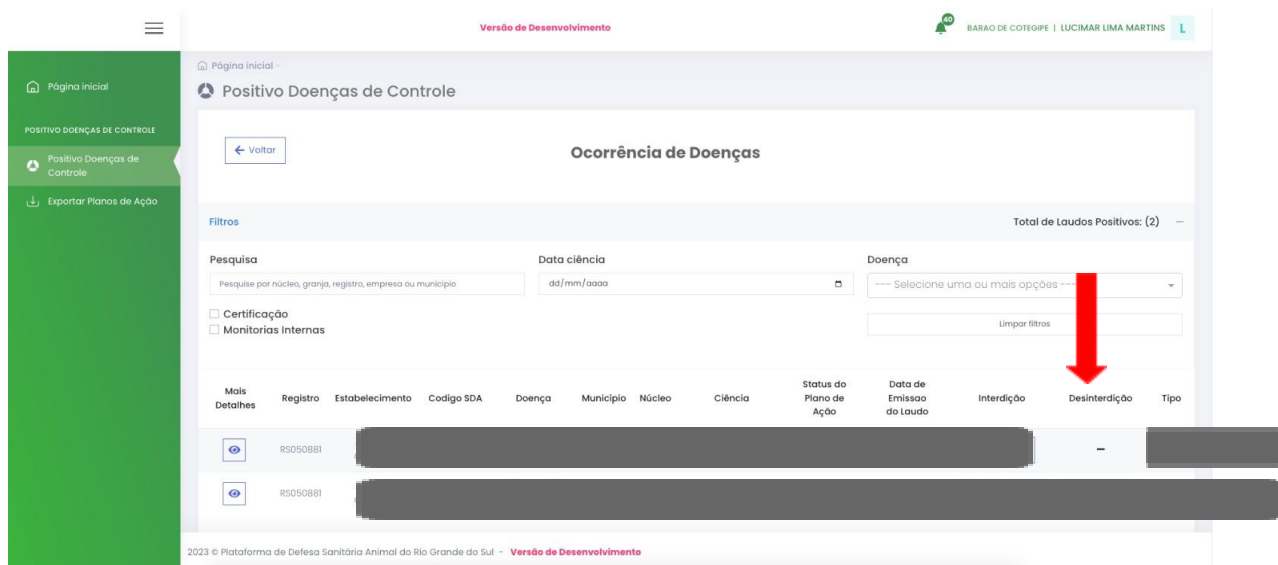 Versão de Desenvolvimento
40
BARAO DE COTEGIPE | LUCIMAR LIMA MARTINS
L
Página inicial
POSITIVO DOENÇAS DE CONTROLE
Positivo Doenças de
Controle
Exportar Planos de Ação
Página inicial -
Positivo Doenças de Controle
Voltar
Ocorrência de Doenças
Filtros
Total de Laudos Positivos: (2) –
Pesquisa
Data ciência
Doença
Pesquise por núcleo, granja, registro, empresa ou município
dd/mm/aaaa
--- Selecione uma ou mais opções ---
Certificação
Monitorias Internas
Limpar filtros
Mais
Detalhes
Registro
Estabelecimento
Codigo SDA
Doença
Município
Núcleo
Ciência
Status do
Plano de
Ação
Data de
Emissao
do Laudo
Interdição
Desinterdição
Tipo
RS050881
–
RS050881
2023 © Plataforma de Defesa Sanitária Animal do Rio Grande do Sul - Versão de Desenvolvimento